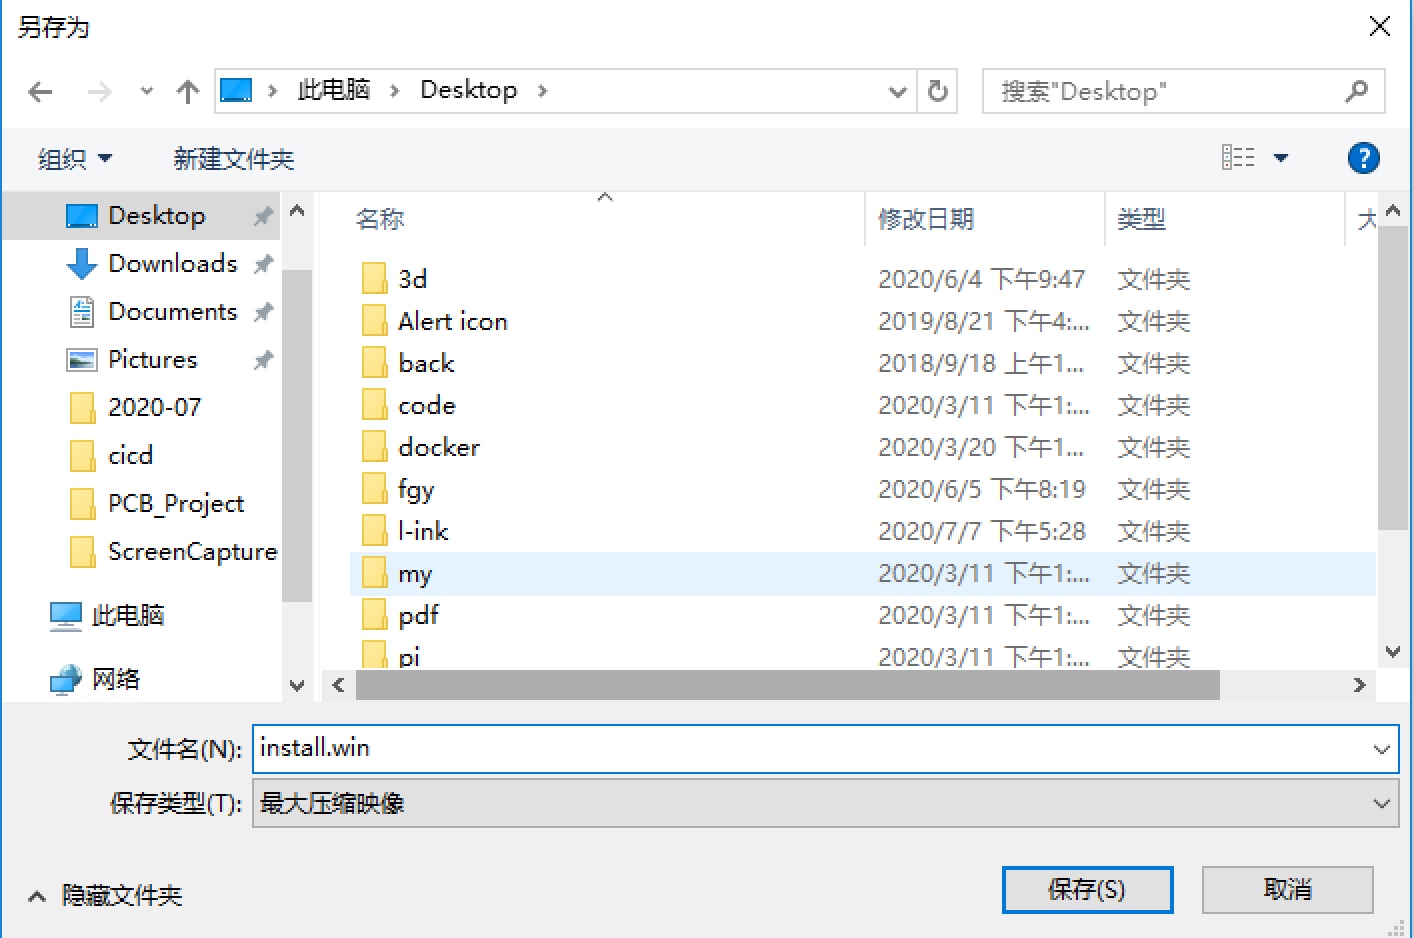 另存为
此电脑 Desktop 搜索"Desktop"
组织 新建文件夹 ?
Desktop
Downloads
Documents
Pictures
2020-07
cicd
PCB_Project
ScreenCapture
此电脑
网络
名称 修改日期 类型 大
3d 2020/6/4 下午9:47 文件夹
Alert icon 2019/8/21 下午4:... 文件夹
back 2018/9/18 上午1... 文件夹
code 2020/3/11 下午1:... 文件夹
docker 2020/3/20 下午1... 文件夹
fgy 2020/6/5 下午8:19 文件夹
l-ink 2020/7/7 下午5:28 文件夹
my 2020/3/11 下午1:... 文件夹
pdf 2020/3/11 下午1:... 文件夹
pi 2020/3/11 下午1:... 文件夹
文件名(N): install.win
保存类型(T): 最大压缩映像
隐藏文件夹 保存(S) 取消